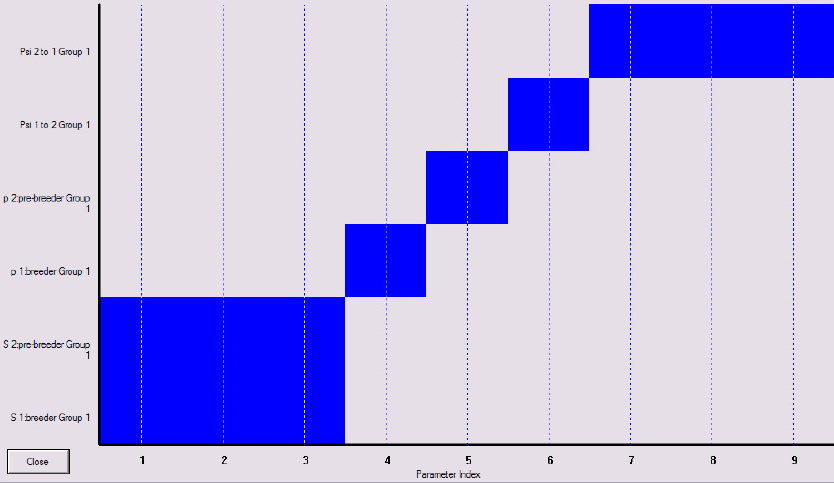 Psi 2 to 1 Group 1
Psi 1 to 2 Group 1
p 2:pre-breeder Group
1
p 1:breeder Group 1
S 2:pre-breeder Group
1
S 1:breeder Group 1
Close
1 2 3 4 5 6 7 8 9
Parameter Index